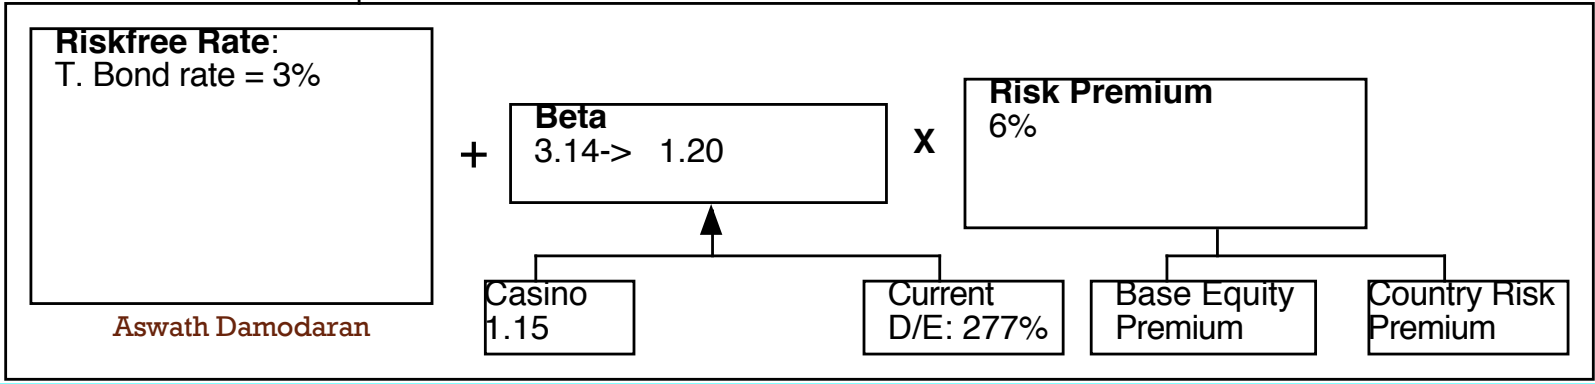 Riskfree Rate:
T. Bond rate = 3%
+
Beta
3.14-> 1.20
X
Risk Premium
6%
Casino
1.15
Current
D/E: 277%
Base Equity
Premium
Country Risk
Premium
Aswath Damodaran